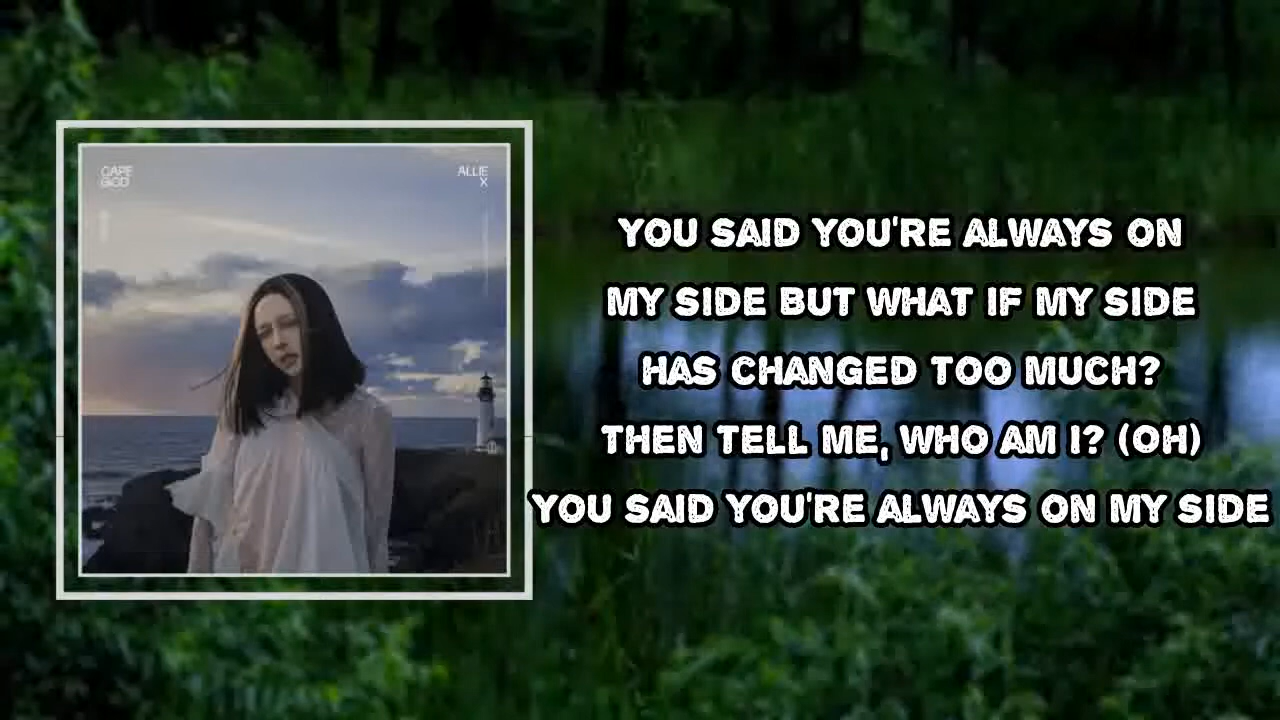 CAPE
GOD
ALLIE
X
YOU SAID YOU'RE ALWAYS ON
MY SIDE BUT WHAT IF MY SIDE
HAS CHANGED TOO MUCH?
THEN TELL ME, WHO AM I? (OH)
YOU SAID YOU'RE ALWAYS ON MY SIDE